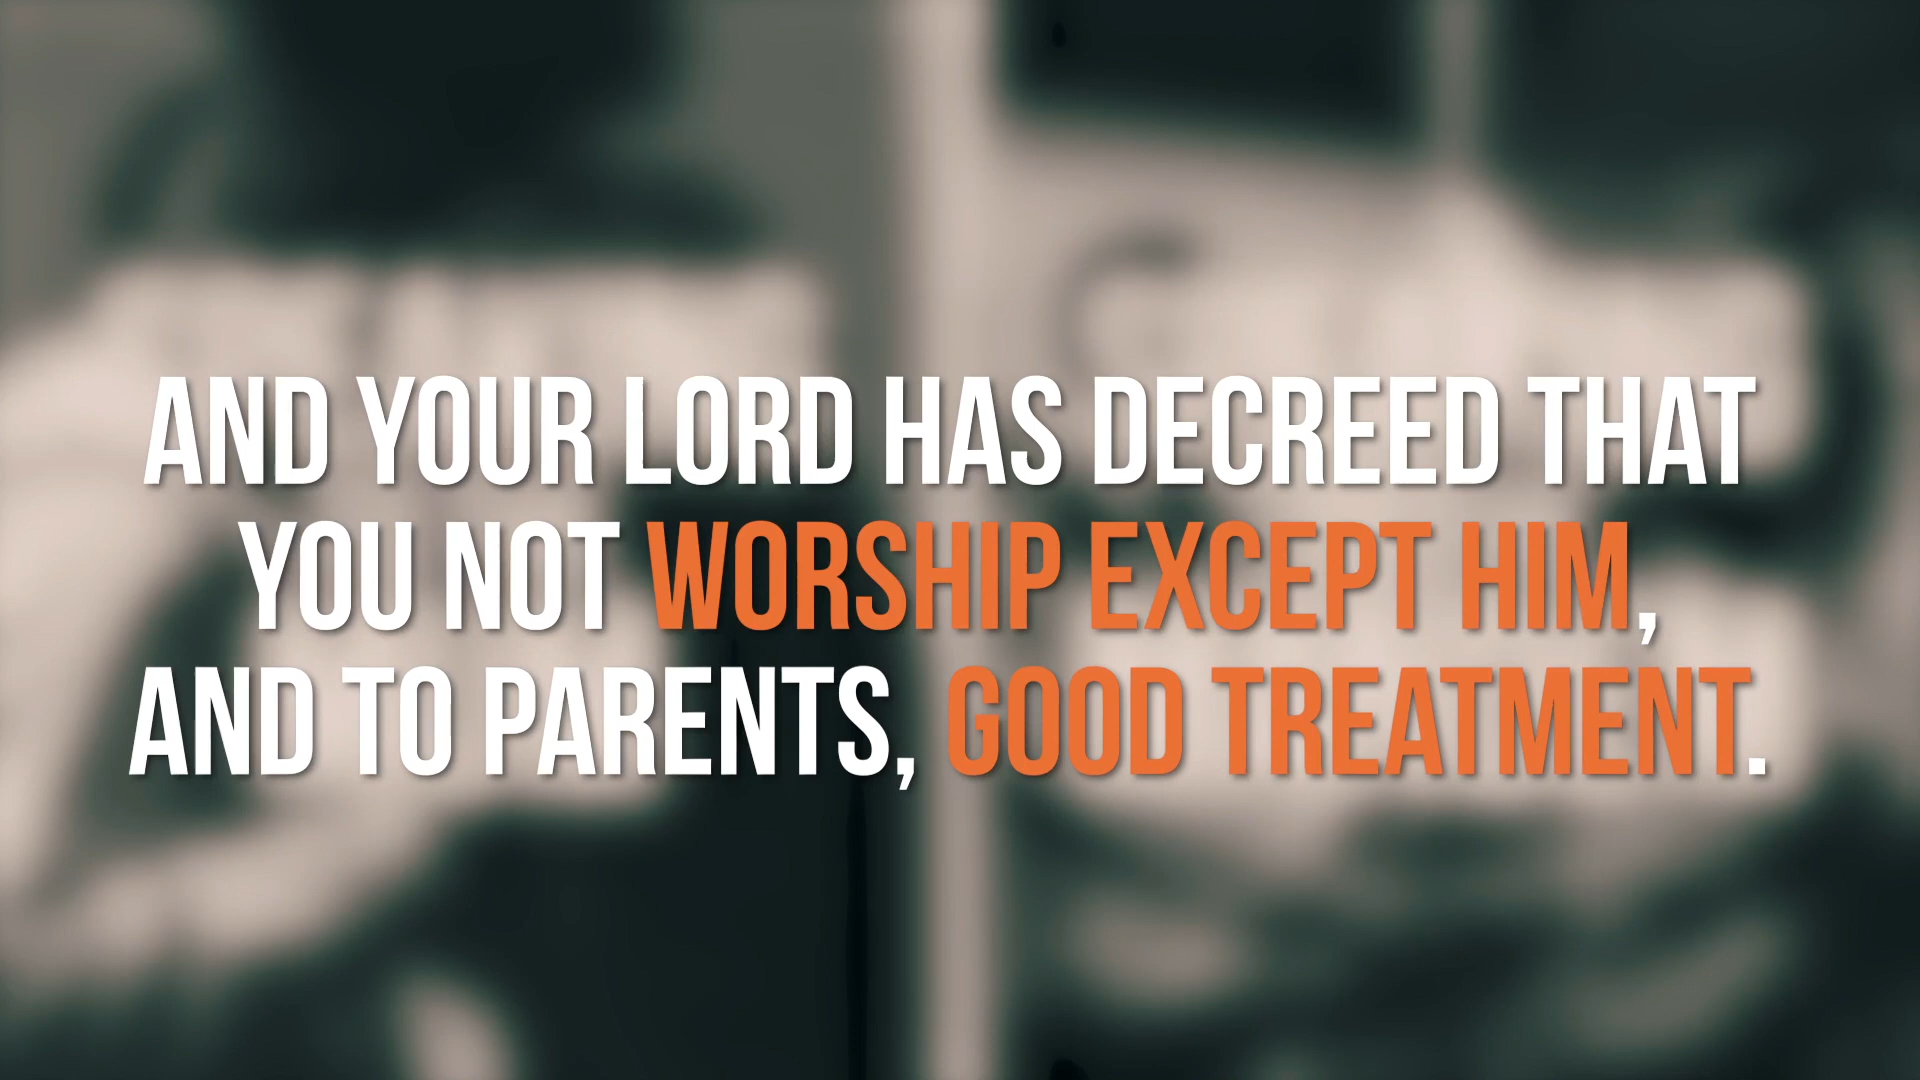 AND YOUR LORD HAS DECREED THAT
YOU NOT WORSHIP EXCEPT HIM,
AND TO PARENTS, GOOD TREATMENT.